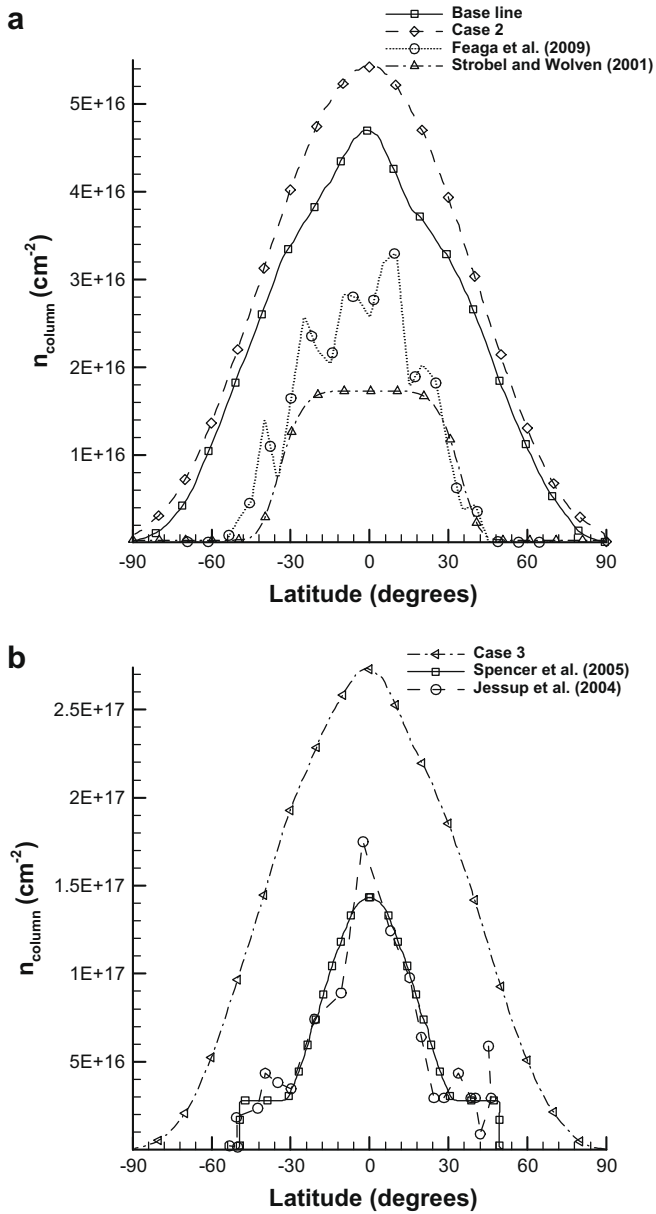 a
Base line
Case 2
Feaga et al. (2009)
Strobel and Wolven (2001)
5E+16
4E+16
3E+16
2E+16
1E+16
n_column (cm^-2)
-90 -60 -30 0 30 60 90
Latitude (degrees)
b
Case 3
Spencer et al. (2005)
Jessup et al. (2004)
2.5E+17
2E+17
1.5E+17
1E+17
5E+16
n_column (cm^-2)
-90 -60 -30 0 30 60 90
Latitude (degrees)